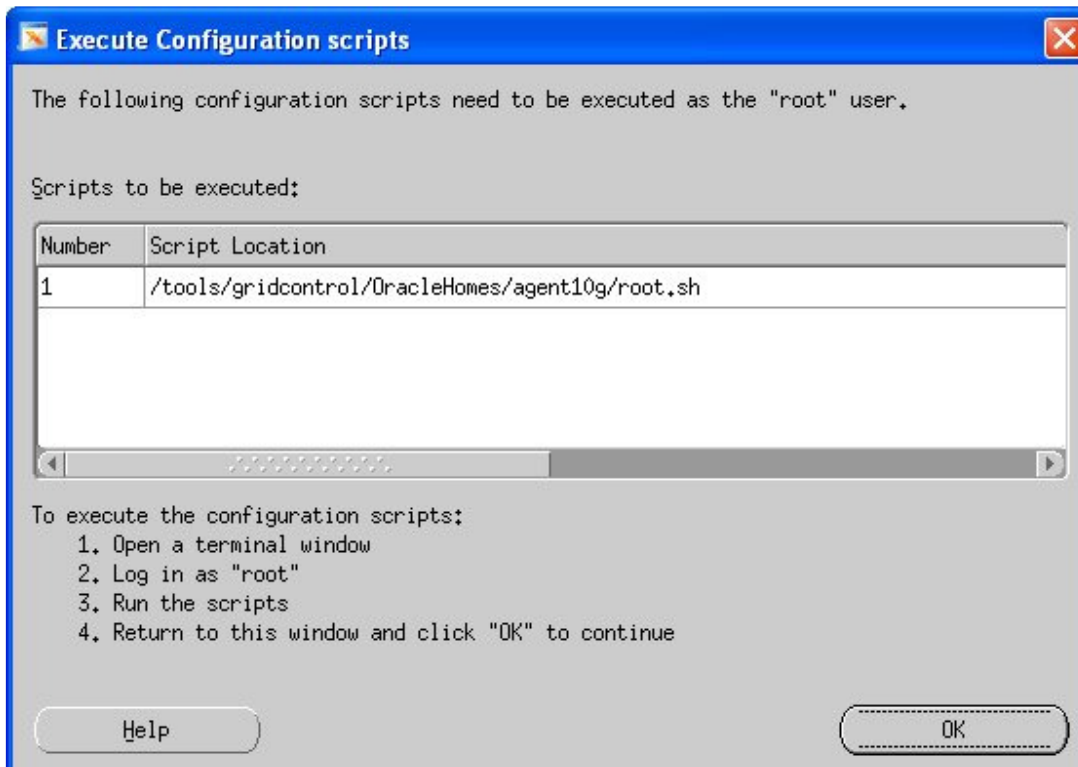 Execute Configuration scripts
The following configuration scripts need to be executed as the "root" user.
Scripts to be executed:
Number Script Location
1 /tools/gridcontrol/OracleHomes/agent10g/root.sh
To execute the configuration scripts:
1. Open a terminal window
2. Log in as "root"
3. Run the scripts
4. Return to this window and click "OK" to continue
Help OK